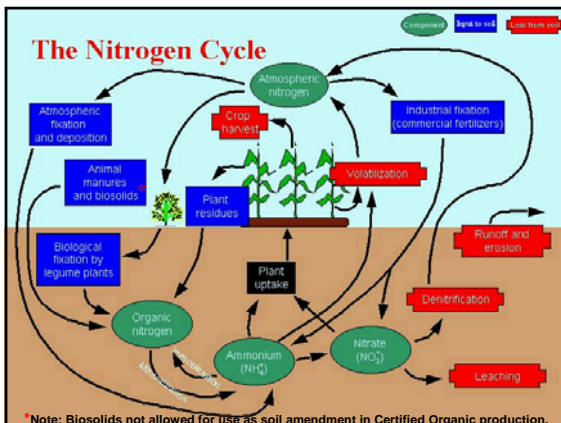 Component
Input to soil
Loss from soil
The Nitrogen Cycle
Atmospheric
nitrogen
Atmospheric
fixation
and deposition
Crop
harvest
Industrial fixation
(commercial fertilizers)
Animal
manures
and biosolids*
Plant
residues
Volatilization
Runoff and
erosion
Biological
fixation by
legume plants
Plant
uptake
Denitrification
Organic
nitrogen
Ammonium
(NH₄⁺)
Nitrate
(NO₃⁻)
Immobilization
Mineralization
Leaching
*Note: Biosolids not allowed for use as soil amendment in Certified Organic production.